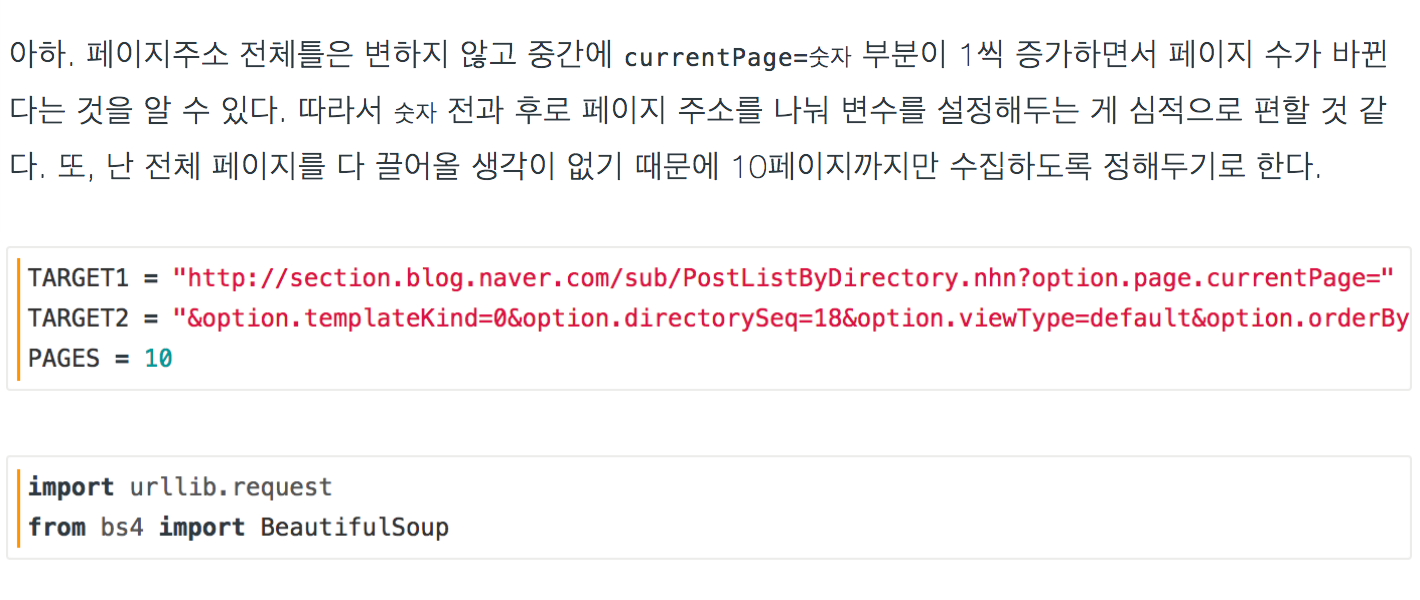 아하. 페이지주소 전체틀은 변하지 않고 중간에 currentPage=숫자 부분이 1씩 증가하면서 페이지 수가 바뀐
다는 것을 알 수 있다. 따라서 숫자 전과 후로 페이지 주소를 나눠 변수를 설정해두는 게 심적으로 편할 것 같
다. 또, 난 전체 페이지를 다 끌어올 생각이 없기 때문에 10페이지까지만 수집하도록 정해두기로 한다.
TARGET1 = "http://section.blog.naver.com/sub/PostListByDirectory.nhn?option.page.currentPage="
TARGET2 = "&option.templateKind=0&option.directorySeq=18&option.viewType=default&option.orderBy
PAGES = 10
import urllib.request
from bs4 import BeautifulSoup